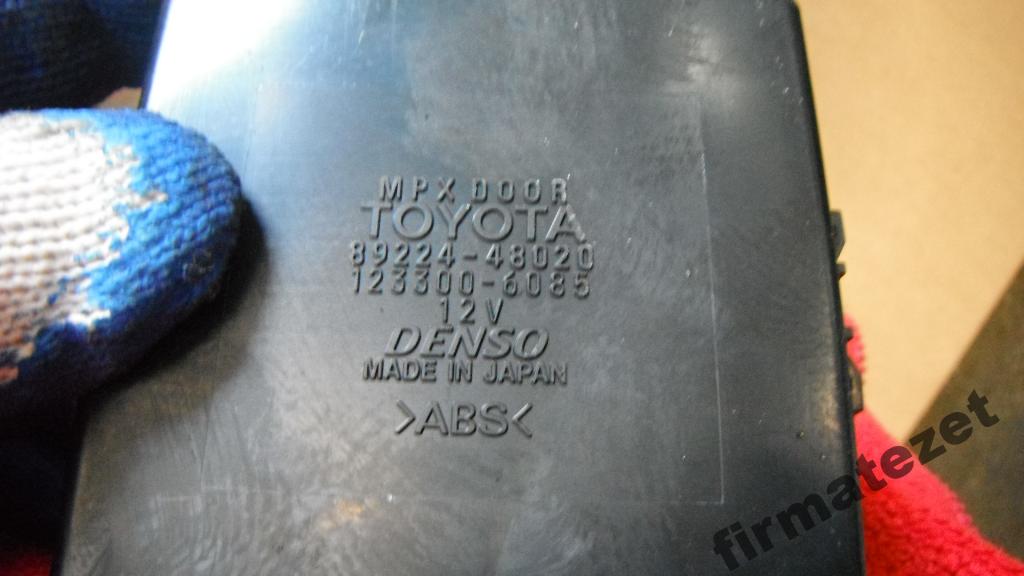 MPX DOOR
TOYOTA
89224-48020
123300-6085
12V
DENSO
MADE IN JAPAN
>ABS<
firmatezet